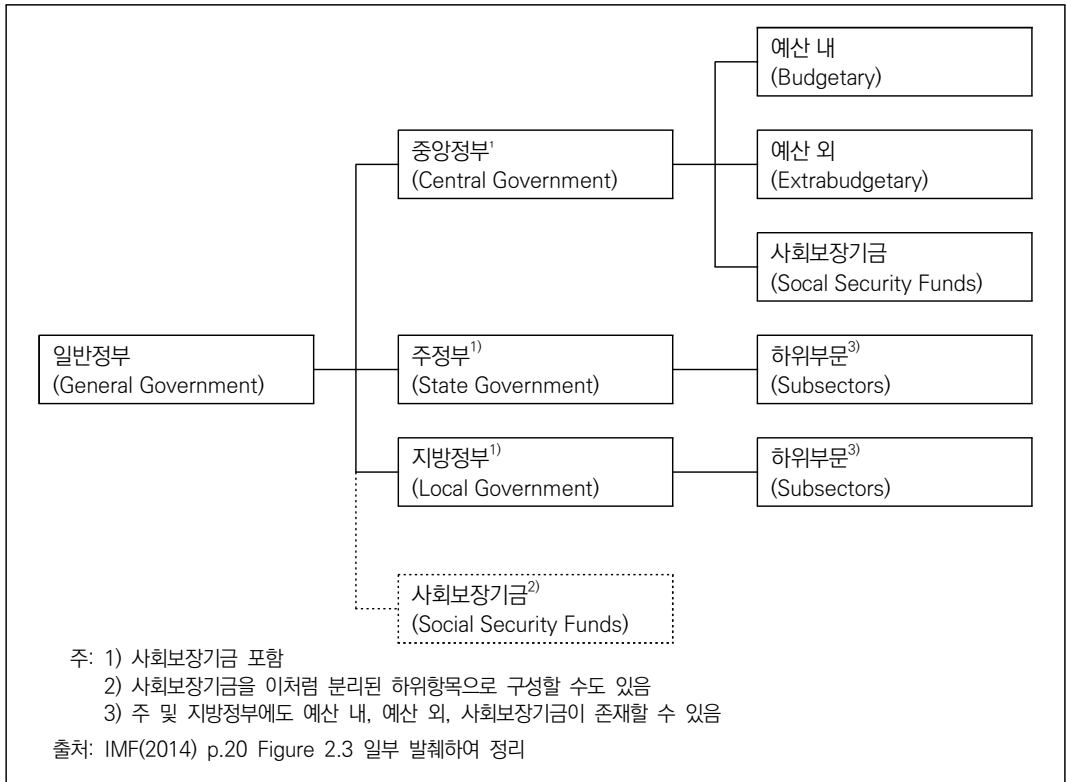 예산 내
(Budgetary)
중앙정부¹
(Central Government)
예산 외
(Extrabudgetary)
사회보장기금
(Socal Security Funds)
일반정부
(General Government)
주정부1)
(State Government)
하위부문3)
(Subsectors)
지방정부1)
(Local Government)
하위부문3)
(Subsectors)
사회보장기금2)
(Social Security Funds)
주: 1) 사회보장기금 포함
2) 사회보장기금을 이처럼 분리된 하위항목으로 구성할 수도 있음
3) 주 및 지방정부에도 예산 내, 예산 외, 사회보장기금이 존재할 수 있음
출처: IMF(2014) p.20 Figure 2.3 일부 발췌하여 정리